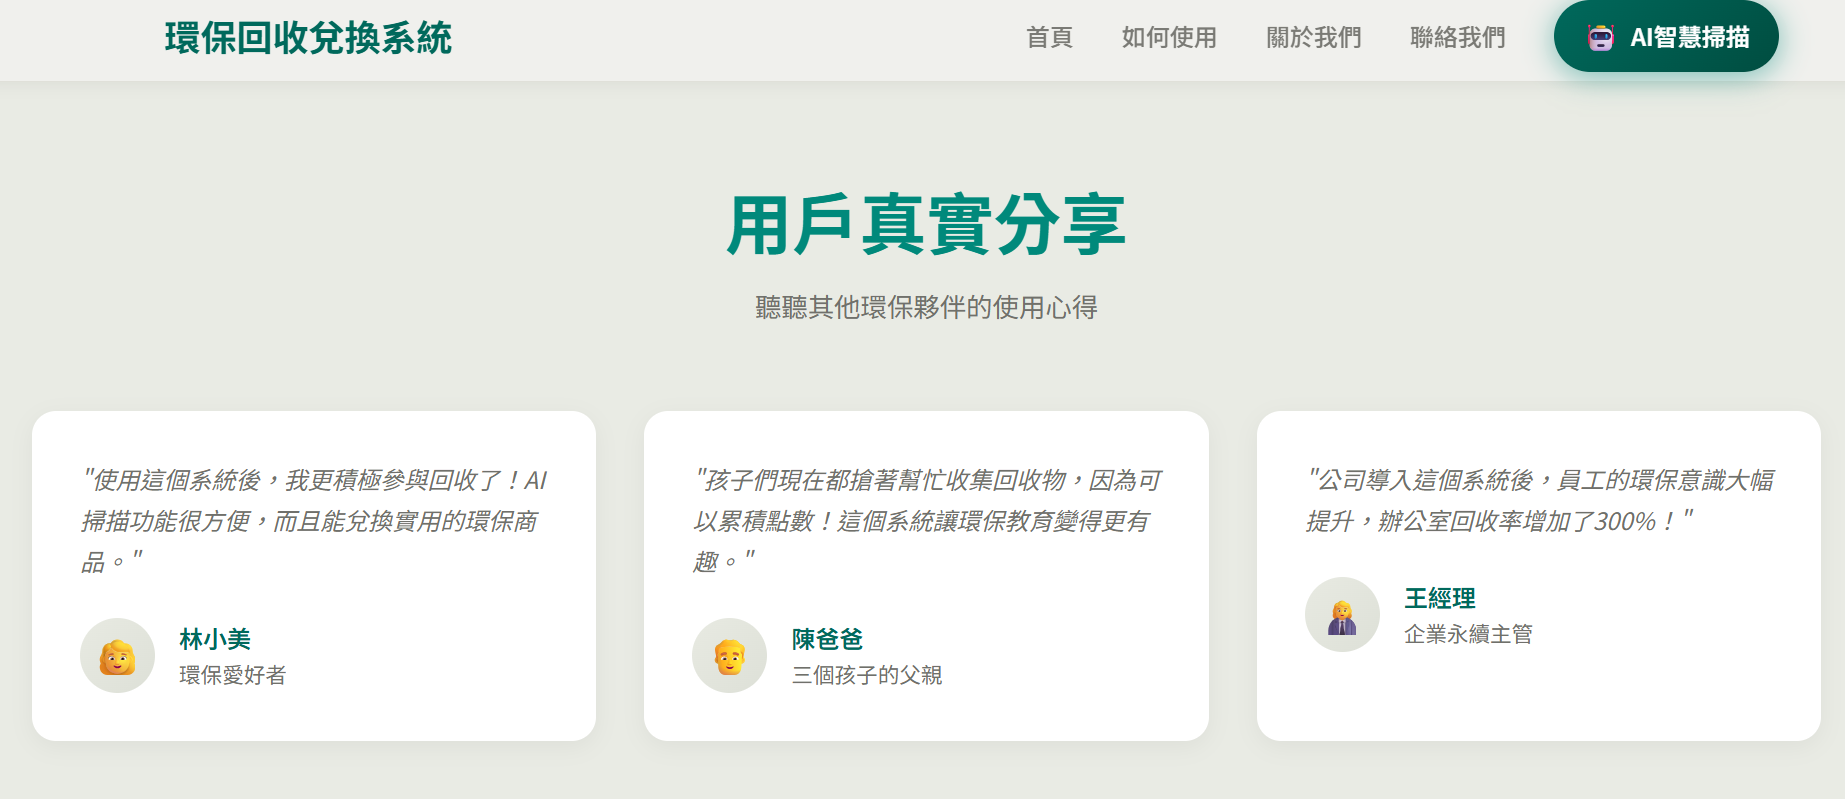 環保回收兌換系統
首頁
如何使用
關於我們
聯絡我們
AI智慧掃描
用戶真實分享
聽聽其他環保夥伴的使用心得
"使用這個系統後，我更積極參與回收了！AI
掃描功能很方便，而且能兌換實用的環保商
品。"
林小美
環保愛好者
"孩子們現在都搶著幫忙收集回收物，因為可
以累積點數！這個系統讓環保教育變得更有
趣。"
陳爸爸
三個孩子的父親
"公司導入這個系統後，員工的環保意識大幅
提升，辦公室回收率增加了300%！"
王經理
企業永續主管